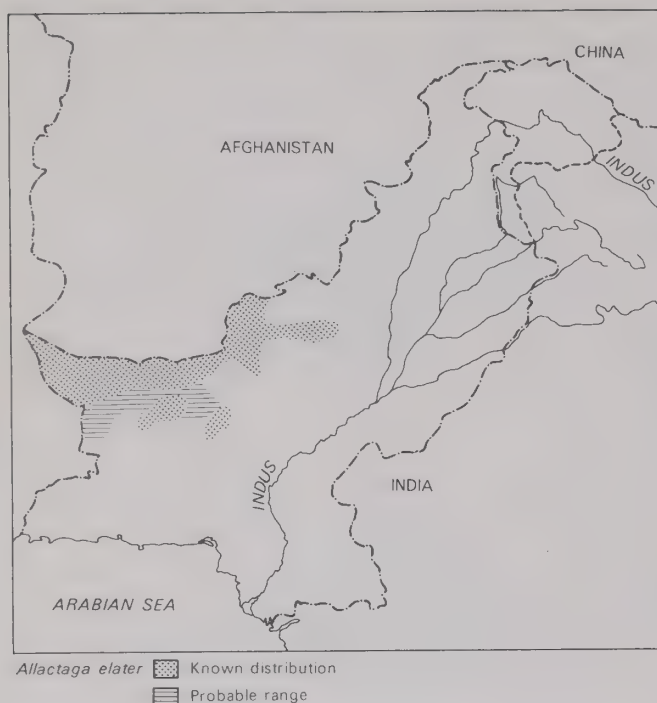 CHINA
AFGHANISTAN
INDUS
INDUS
INDIA
ARABIAN SEA
Allactaga elater Known distribution
Probable range